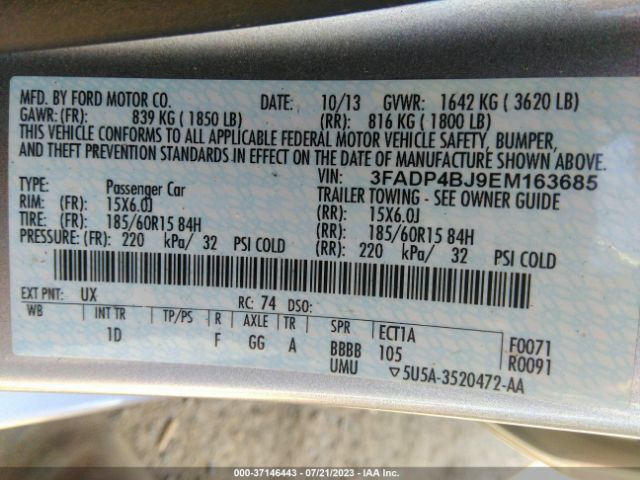 MFD. BY FORD MOTOR CO. DATE: 10/13 GVWR: 1642 KG ( 3620 LB)
GAWR: (FR): 839 KG ( 1850 LB) (RR): 816 KG ( 1800 LB)
THIS VEHICLE CONFORMS TO ALL APPLICABLE FEDERAL MOTOR VEHICLE SAFETY, BUMPER,
AND THEFT PREVENTION STANDARDS IN EFFECT ON THE DATE OF MANUFACTURE SHOWN ABOVE.
VIN: 3FADP4BJ9EM163685
TYPE: Passenger Car TRAILER TOWING - SEE OWNER GUIDE
RIM: (FR): 15X6.0J (RR): 15X6.0J
TIRE: (FR): 185/60R15 84H (RR): 185/60R15 84H
PRESSURE: (FR): 220 kPa/ 32 PSI COLD (RR): 220 kPa/ 32 PSI COLD
EXT PNT: UX RC: 74 DSO:
WB INT TR TP/PS R AXLE TR SPR ECT1A F0071
1D F GG A BBBB 105 R0091
UMU ▽5U5A-3520472-AA
000-37146443 / 07/21/2023 / IAA Inc.